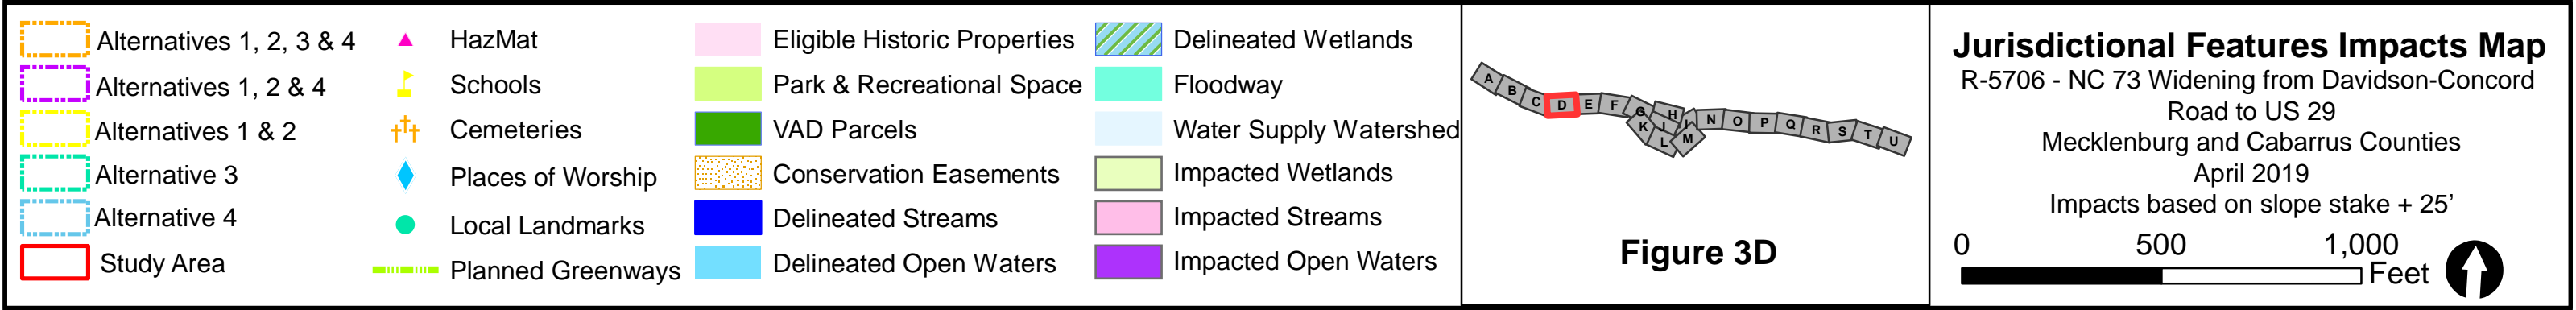 Alternatives 1, 2, 3 & 4
Alternatives 1, 2 & 4
Alternatives 1 & 2
Alternative 3
Alternative 4
Study Area
HazMat
Schools
Cemeteries
Places of Worship
Local Landmarks
Planned Greenways
Eligible Historic Properties
Park & Recreational Space
VAD Parcels
Conservation Easements
Delineated Streams
Delineated Open Waters
Delineated Wetlands
Floodway
Water Supply Watershed
Impacted Wetlands
Impacted Streams
Impacted Open Waters
A B C D E F G H I N O P Q R S T U
K J L M
Figure 3D
Jurisdictional Features Impacts Map
R-5706 - NC 73 Widening from Davidson-Concord
Road to US 29
Mecklenburg and Cabarrus Counties
April 2019
Impacts based on slope stake + 25'
0 500 1,000
Feet